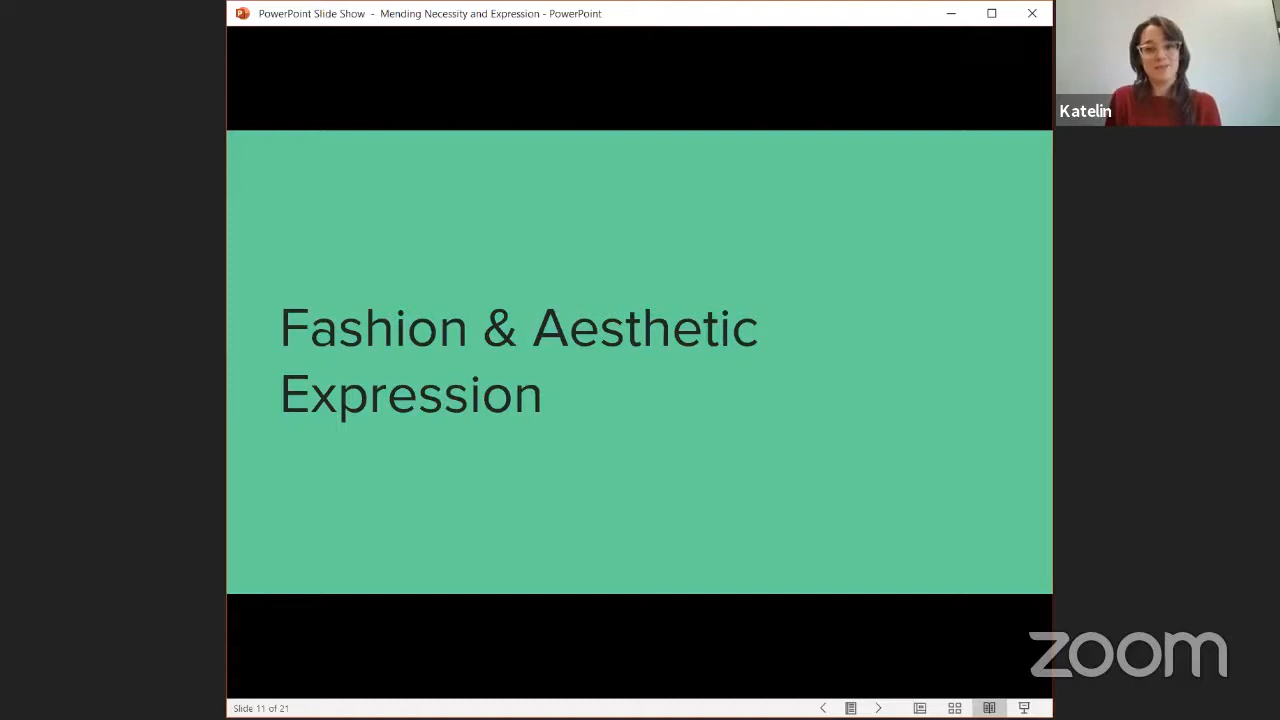 PowerPoint Slide Show - Mending Necessity and Expression - PowerPoint
Katelin
Fashion & Aesthetic
Expression
zoom
Slide 11 of 21